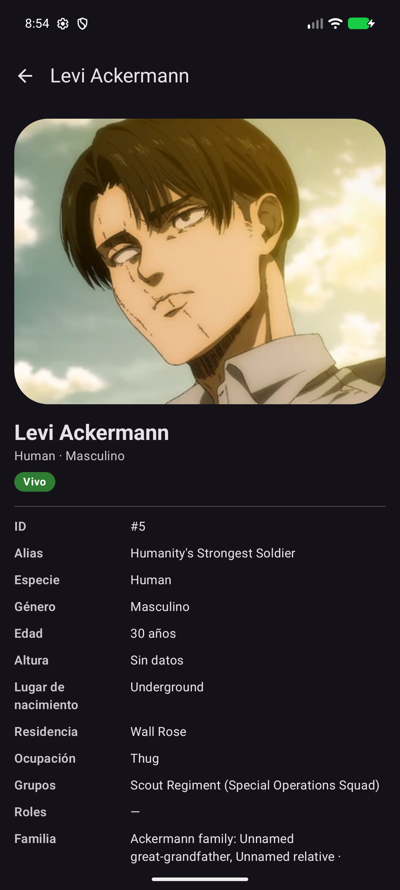 8:54
Levi Ackermann
Levi Ackermann
Human · Masculino
Vivo
ID #5
Alias Humanity's Strongest Soldier
Especie Human
Género Masculino
Edad 30 años
Altura Sin datos
Lugar de nacimiento Underground
Residencia Wall Rose
Ocupación Thug
Grupos Scout Regiment (Special Operations Squad)
Roles —
Familia Ackermann family: Unnamed
great-grandfather, Unnamed relative ·